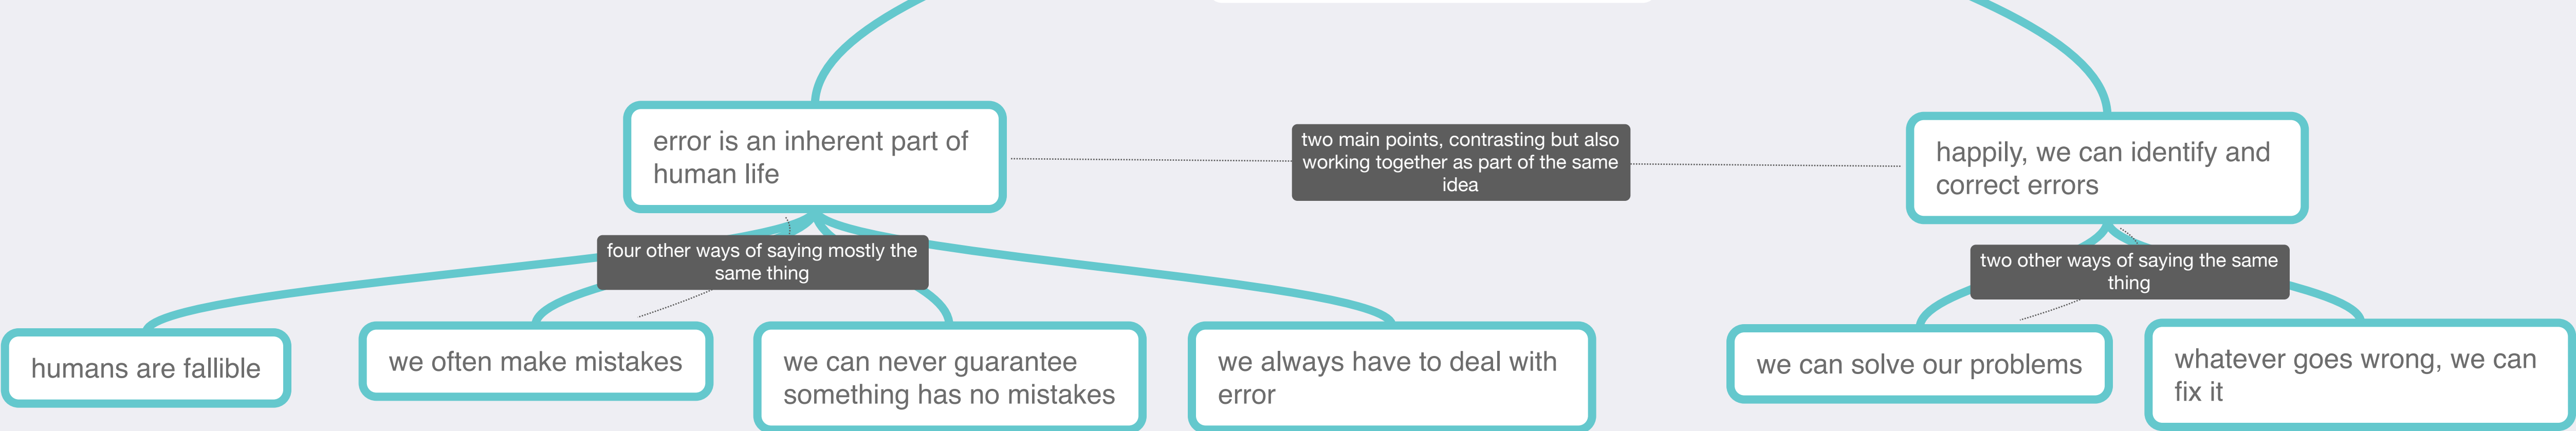 error is an inherent part of
human life
two main points, contrasting but also
working together as part of the same
idea
happily, we can identify and
correct errors
four other ways of saying mostly the
same thing
two other ways of saying the same
thing
humans are fallible
we often make mistakes
we can never guarantee
something has no mistakes
we always have to deal with
error
we can solve our problems
whatever goes wrong, we can
fix it